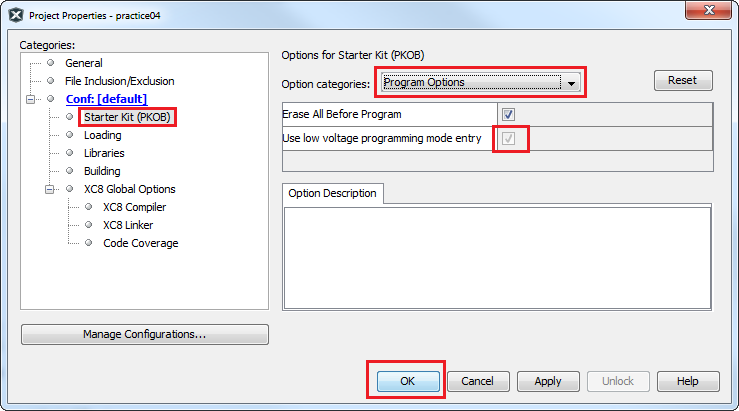 Project Properties - practice04
Categories:
General
File Inclusion/Exclusion
Conf: [default]
Starter Kit (PKOB)
Loading
Libraries
Building
XC8 Global Options
XC8 Compiler
XC8 Linker
Code Coverage
Manage Configurations...
Options for Starter Kit (PKOB)
Option categories: Program Options Reset
Erase All Before Program
Use low voltage programming mode entry
Option Description
OK Cancel Apply Unlock Help